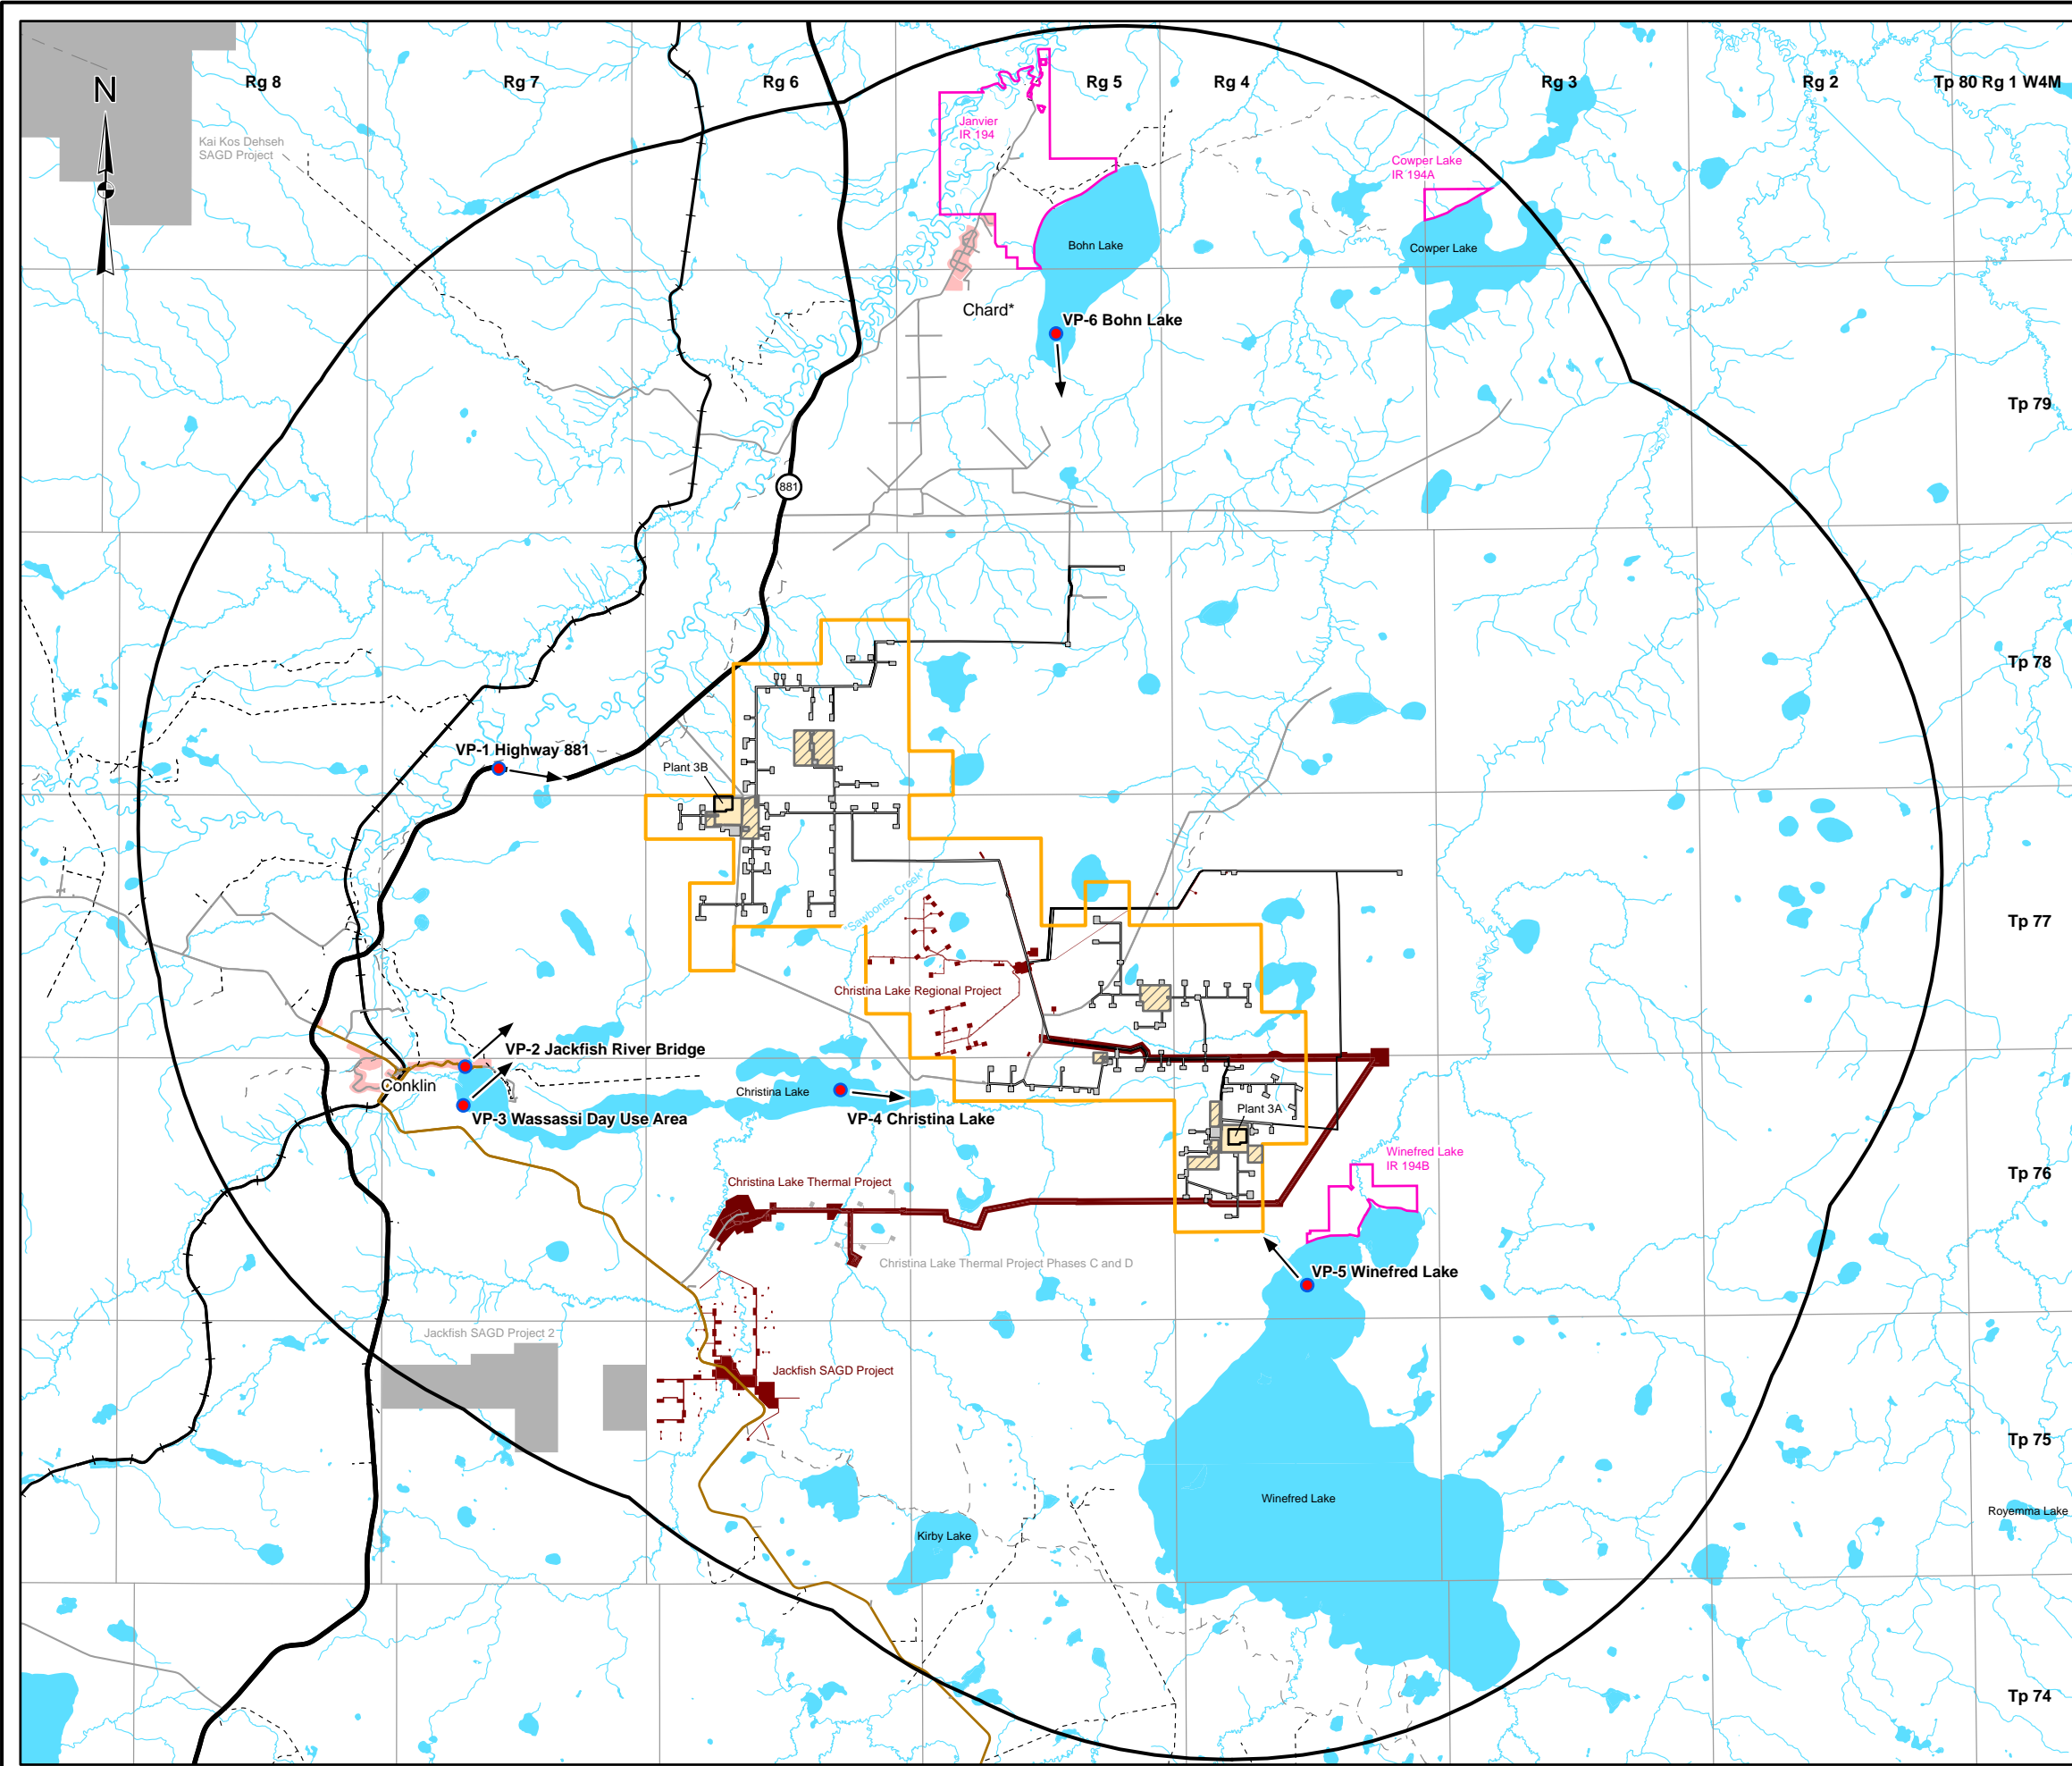 Rg 8
Rg 7
Rg 6
Rg 5
Rg 4
Rg 3
Rg 2
Tp 80 Rg 1 W4M
N
Kai Kos Dehseh
SAGD Project
Janvier
IR 194
Cowper Lake
IR 194A
Bohn Lake
Cowper Lake
Chard*
VP-6 Bohn Lake
Tp 79
881
Tp 78
VP-1 Highway 881
Plant 3B
Sawbones Creek*
Tp 77
Christina Lake Regional Project
VP-2 Jackfish River Bridge
Conklin
Christina Lake
VP-3 Wassassi Day Use Area
VP-4 Christina Lake
Plant 3A
Winefred Lake
IR 194B
Tp 76
Christina Lake Thermal Project
Christina Lake Thermal Project Phases C and D
VP-5 Winefred Lake
Jackfish SAGD Project 2
Jackfish SAGD Project
Tp 75
Winefred Lake
Royemma Lake
Kirby Lake
Tp 74